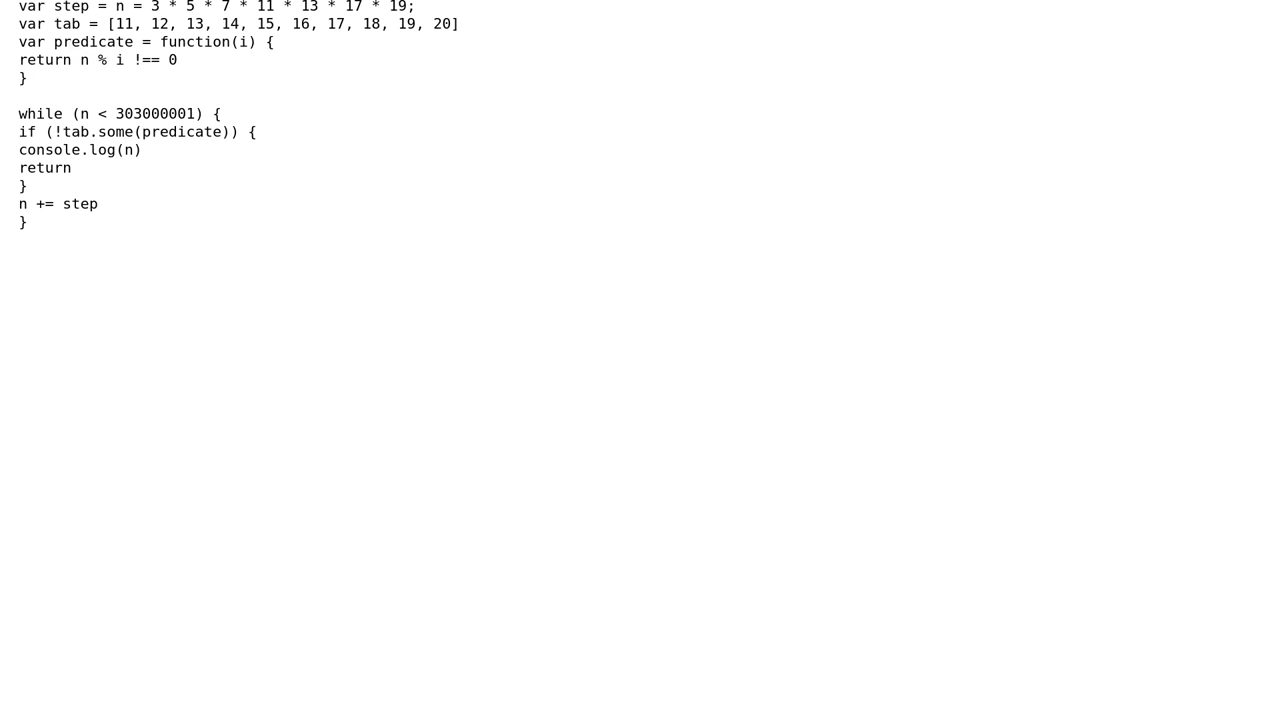 var step = n = 3 * 5 * 7 * 11 * 13 * 17 * 19;
var tab = [11, 12, 13, 14, 15, 16, 17, 18, 19, 20]
var predicate = function(i) {
return n % i !== 0
}

while (n < 303000001) {
if (!tab.some(predicate)) {
console.log(n)
return
}
n += step
}